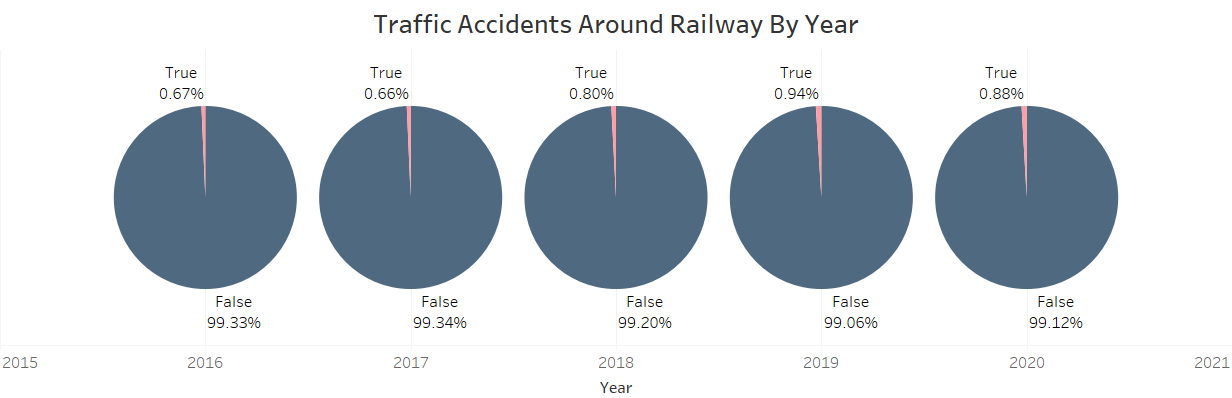 Traffic Accidents Around Railway By Year
True
0.67%
True
0.66%
True
0.80%
True
0.94%
True
0.88%
False
99.33%
False
99.34%
False
99.20%
False
99.06%
False
99.12%
2015
2016
2017
2018
2019
2020
2021
Year